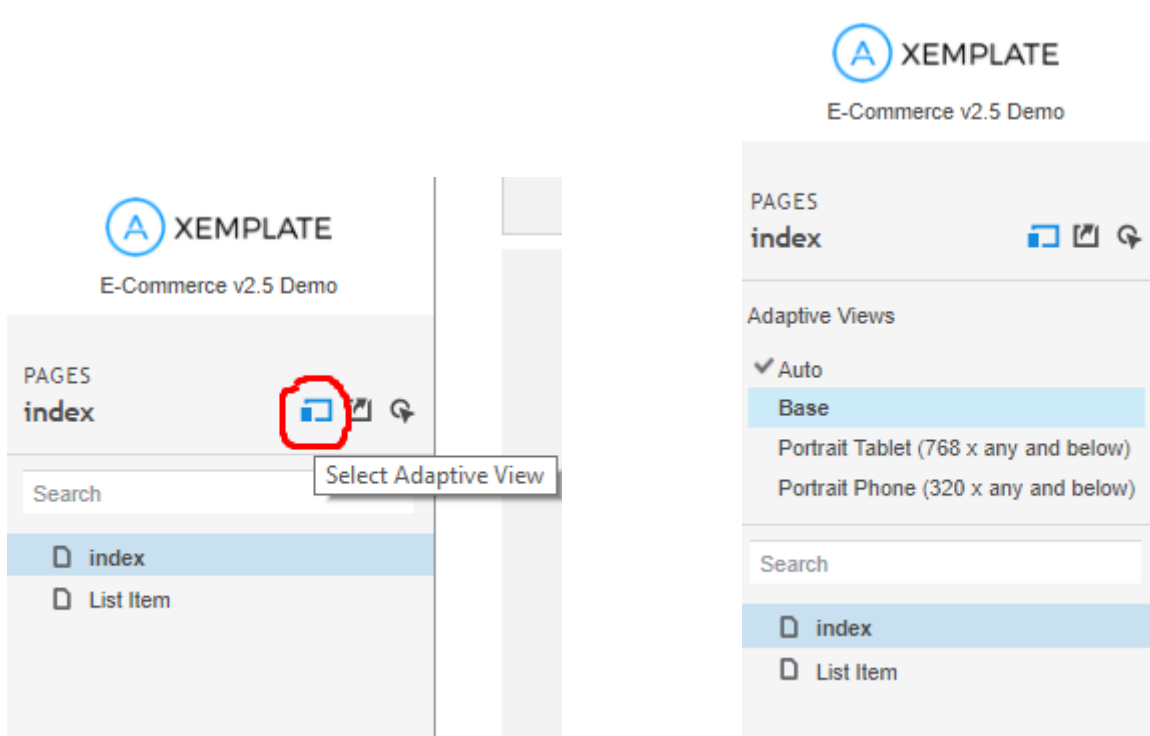 A XEMPLATE
E-Commerce v2.5 Demo
PAGES
index
Select Adaptive View
Search
index
List Item
A XEMPLATE
E-Commerce v2.5 Demo
PAGES
index
Adaptive Views
Auto
Base
Portrait Tablet (768 x any and below)
Portrait Phone (320 x any and below)
Search
index
List Item